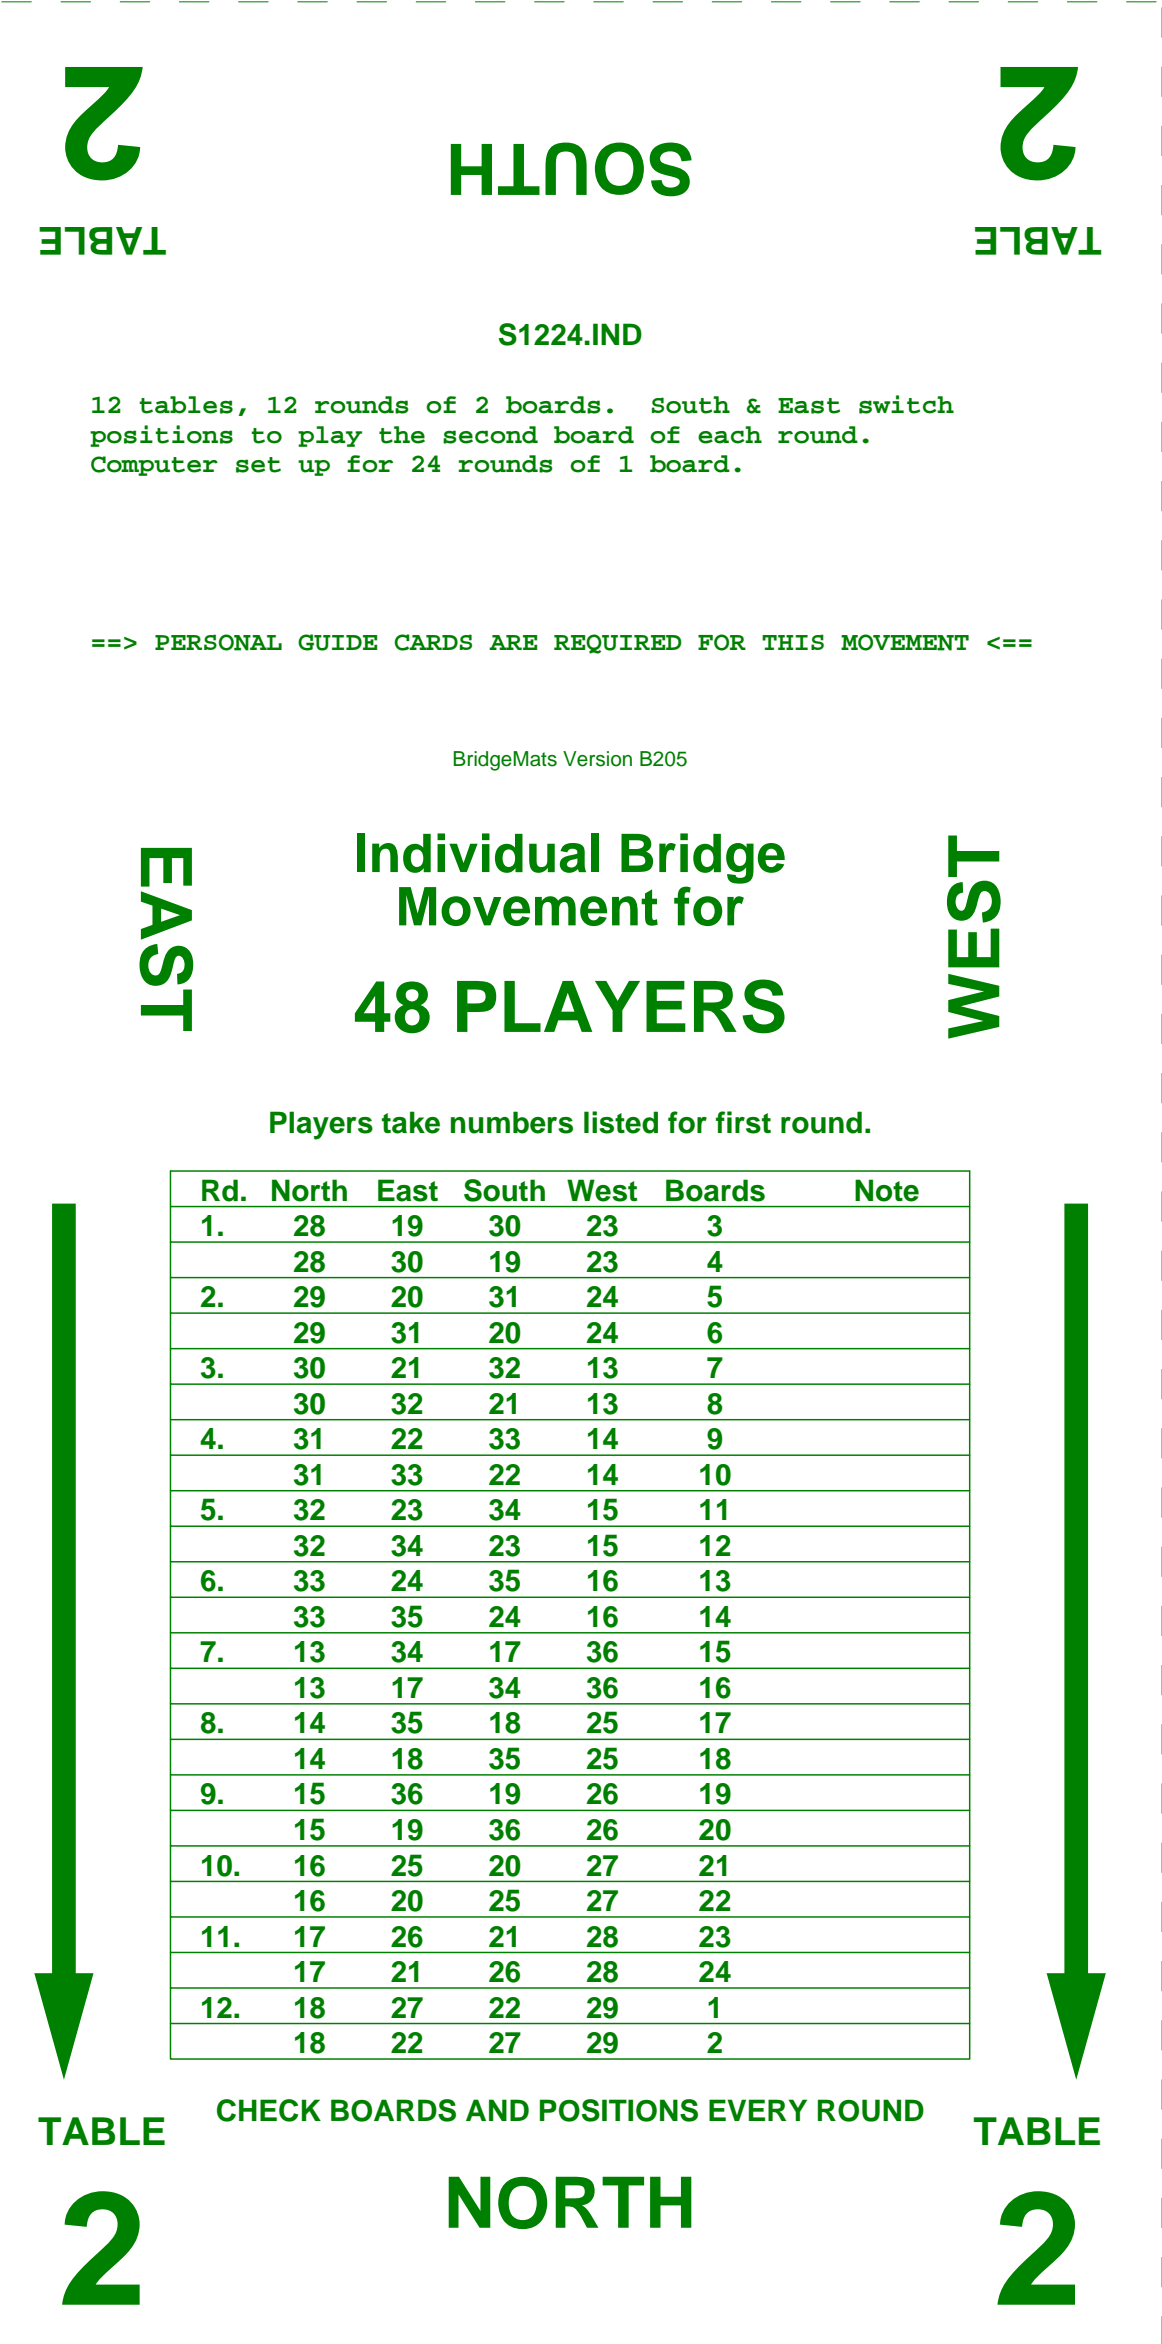 2 2
SOUTH
TABLE TABLE
S1224.IND
12 tables, 12 rounds of 2 boards.  South & East switch
positions to play the second board of each round.
Computer set up for 24 rounds of 1 board.
==> PERSONAL GUIDE CARDS ARE REQUIRED FOR THIS MOVEMENT <==
BridgeMats Version B205
EAST
WEST
Individual Bridge
Movement for
48 PLAYERS
Players take numbers listed for first round.
Rd. North East South West Boards Note
1. 28 19 30 23 3
28 30 19 23 4
2. 29 20 31 24 5
29 31 20 24 6
3. 30 21 32 13 7
30 32 21 13 8
4. 31 22 33 14 9
31 33 22 14 10
5. 32 23 34 15 11
32 34 23 15 12
6. 33 24 35 16 13
33 35 24 16 14
7. 13 34 17 36 15
13 17 34 36 16
8. 14 35 18 25 17
14 18 35 25 18
9. 15 36 19 26 19
15 19 36 26 20
10. 16 25 20 27 21
16 20 25 27 22
11. 17 26 21 28 23
17 21 26 28 24
12. 18 27 22 29 1
18 22 27 29 2
CHECK BOARDS AND POSITIONS EVERY ROUND
TABLE TABLE
NORTH
2 2